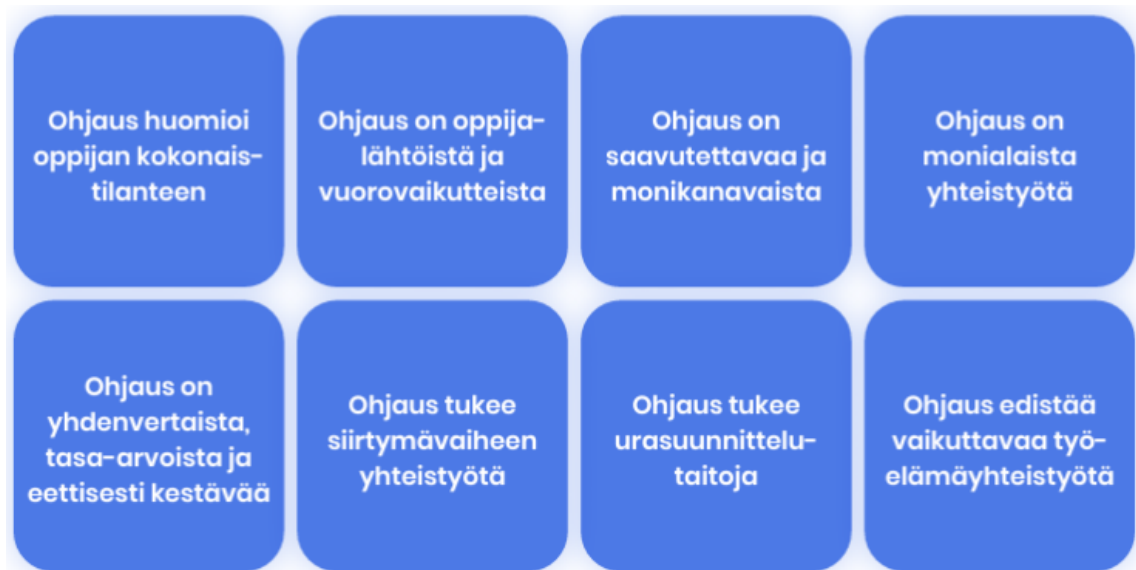 Ohjaus huomioi
oppijan kokonais-
tilanteen
Ohjaus on oppija-
lähtöistä ja
vuorovaikutteista
Ohjaus on
saavutettavaa ja
monikanavaista
Ohjaus on
monialaista
yhteistyötä
Ohjaus on
yhdenvertaista,
tasa-arvoista ja
eettisesti kestävää
Ohjaus tukee
siirtymävaiheen
yhteistyötä
Ohjaus tukee
urasuunnittelu-
taitoja
Ohjaus edistää
vaikuttavaa työ-
elämäyhteistyötä